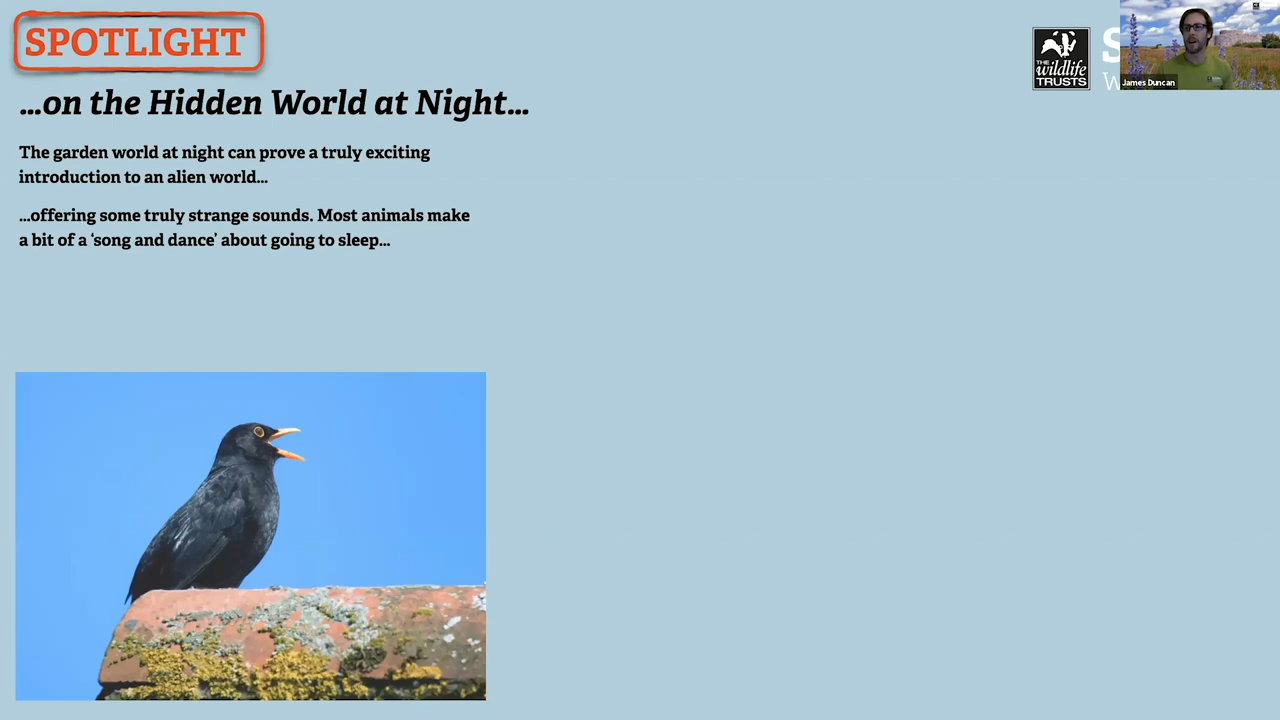 SPOTLIGHT
...on the Hidden World at Night...
The garden world at night can prove a truly exciting
introduction to an alien world...
...offering some truly strange sounds. Most animals make
a bit of a ‘song and dance’ about going to sleep...
THE
wildlife
TRUSTS
S
W
James Duncan